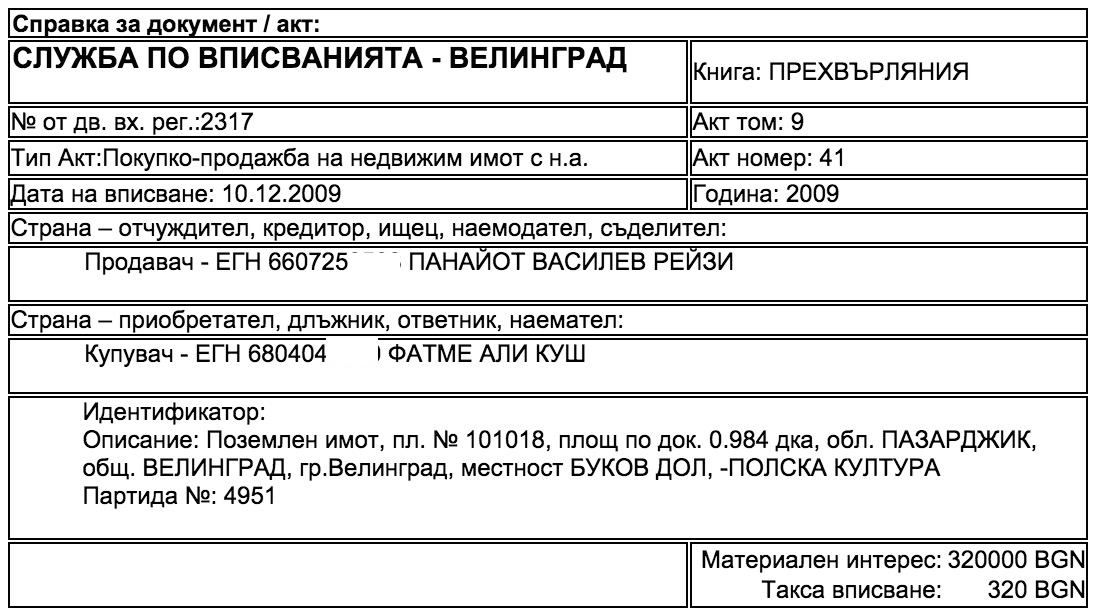 Справка за документ / акт:
СЛУЖБА ПО ВПИСВАНИЯТА - ВЕЛИНГРАД
Книга: ПРЕХВЪРЛЯНИЯ
№ от дв. вх. рег.:2317
Акт том: 9
Тип Акт:Покупко-продажба на недвижим имот с н.а.
Акт номер: 41
Дата на вписване: 10.12.2009
Година: 2009
Страна – отчуждител, кредитор, ищец, наемодател, съделител:
Продавач - ЕГН 660725 ПАНАЙОТ ВАСИЛЕВ РЕЙЗИ
Страна – приобретател, длъжник, ответник, наемател:
Купувач - ЕГН 680404 ФАТМЕ АЛИ КУШ
Идентификатор:
Описание: Поземлен имот, пл. № 101018, площ по док. 0.984 дка, обл. ПАЗАРДЖИК,
общ. ВЕЛИНГРАД, гр.Велинград, местност БУКОВ ДОЛ, -ПОЛСКА КУЛТУРА
Партида №: 4951
Материален интерес: 320000 BGN
Такса вписване: 320 BGN